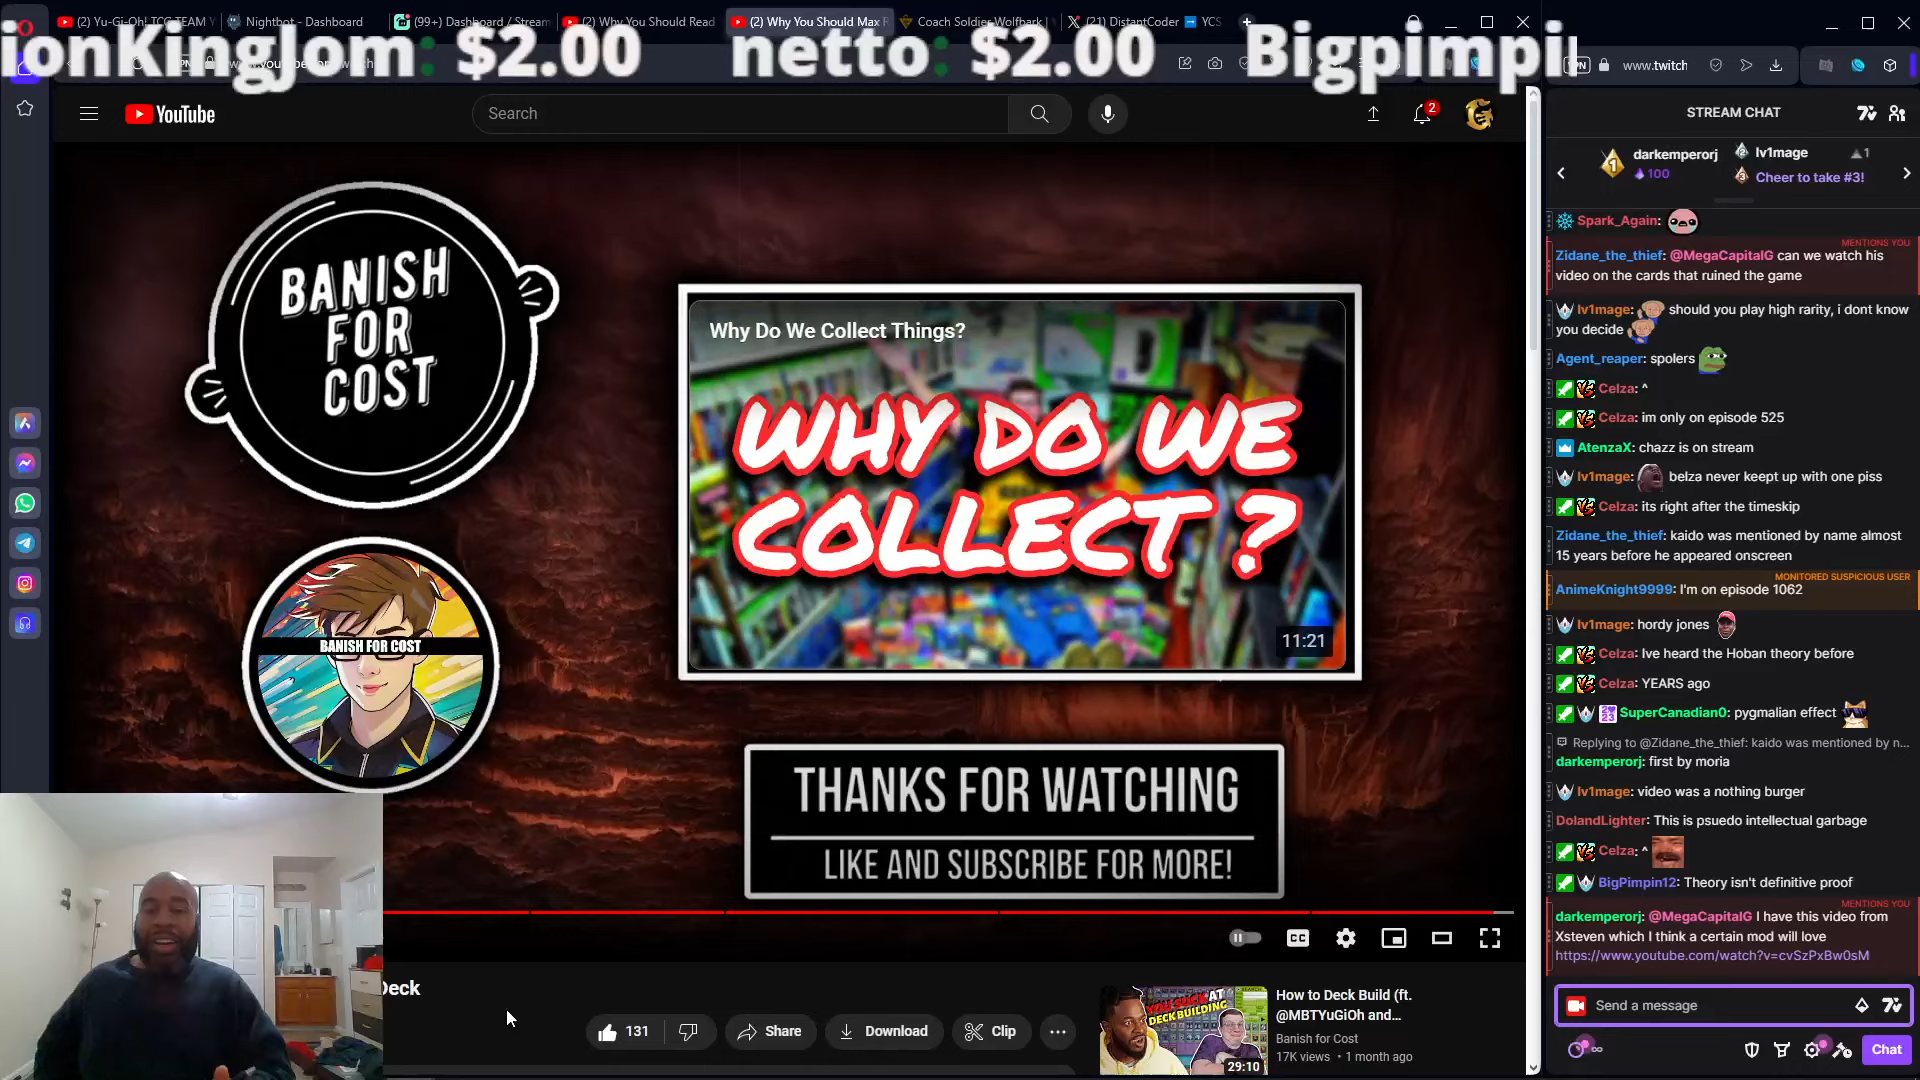 (2) Yu-Gi-Oh! TCG TEAM Y
Nightbot - Dashboard
(99+) Dashboard / Stream
(2) Why You Should Read
(2) Why You Should Max R
Coach Soldier Wolfbark |
(21) DistantCoder
YCS
ionKingJom: $2.00 netto: $2.00 Bigpimpi
www.twitch
YouTube
Search
2
BANISH
FOR
COST
BANISH FOR COST
Why Do We Collect Things?
WHY DO WE
COLLECT ?
11:21
THANKS FOR WATCHING
LIKE AND SUBSCRIBE FOR MORE!
CC
Deck
131
Share
Download
Clip
YOU SUCK AT
DECK BUILDING
29:10
How to Deck Build (ft.
@MBTYuGiOh and...
Banish for Cost
17K views • 1 month ago
STREAM CHAT
1 darkemperorj
100
2 lv1mage
1
3 Cheer to take #3!
Spark_Again:
MENTIONS YOU
Zidane_the_thief: @MegaCapitalG can we watch his
video on the cards that ruined the game
lv1mage: should you play high rarity, i dont know
you decide
Agent_reaper: spolers
Celza: ^
Celza: im only on episode 525
AtenzaX: chazz is on stream
lv1mage: belza never keept up with one piss
Celza: its right after the timeskip
Zidane_the_thief: kaido was mentioned by name almost
15 years before he appeared onscreen
MONITORED SUSPICIOUS USER
AnimeKnight9999: I'm on episode 1062
lv1mage: hordy jones
Celza: Ive heard the Hoban theory before
Celza: YEARS ago
SuperCanadian0: pygmalian effect
Replying to @Zidane_the_thief: kaido was mentioned by n...
darkemperorj: first by moria
lv1mage: video was a nothing burger
DolandLighter: This is psuedo intellectual garbage
Celza: ^
BigPimpin12: Theory isn't definitive proof
MENTIONS YOU
darkemperorj: @MegaCapitalG I have this video from
Xsteven which I think a certain mod will love
https://www.youtube.com/watch?v=cvSzPxBw0sM
Send a message
Chat